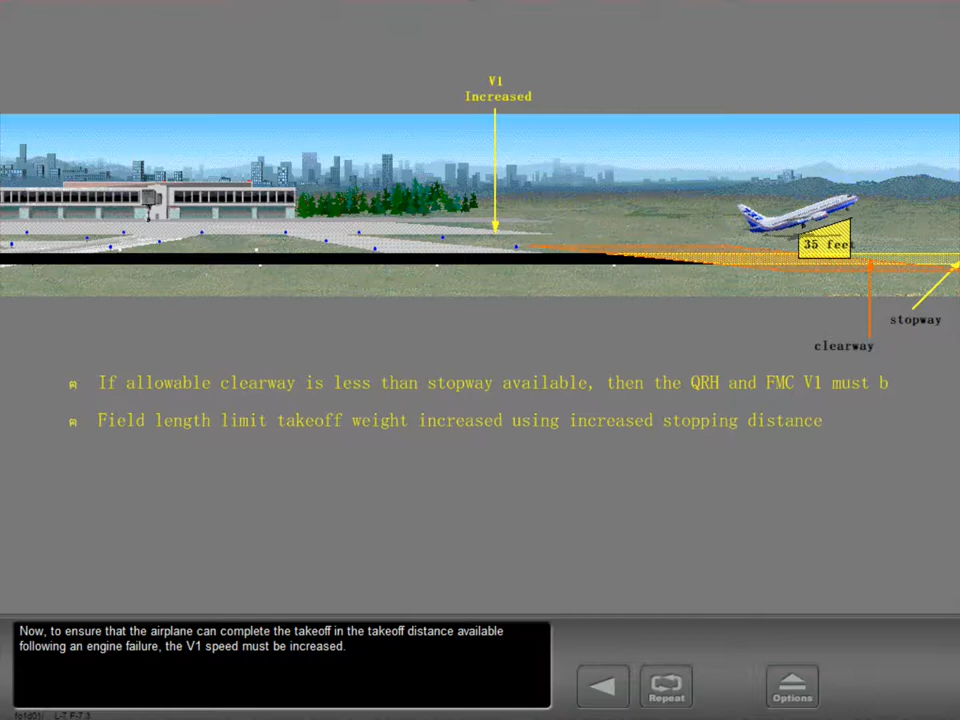 V1
Increased
35 feet
stopway
clearway
If allowable clearway is less than stopway available, then the QRH and FMC V1 must b
Field length limit takeoff weight increased using increased stopping distance
Now, to ensure that the airplane can complete the takeoff in the takeoff distance available
following an engine failure, the V1 speed must be increased.
Repeat
Options